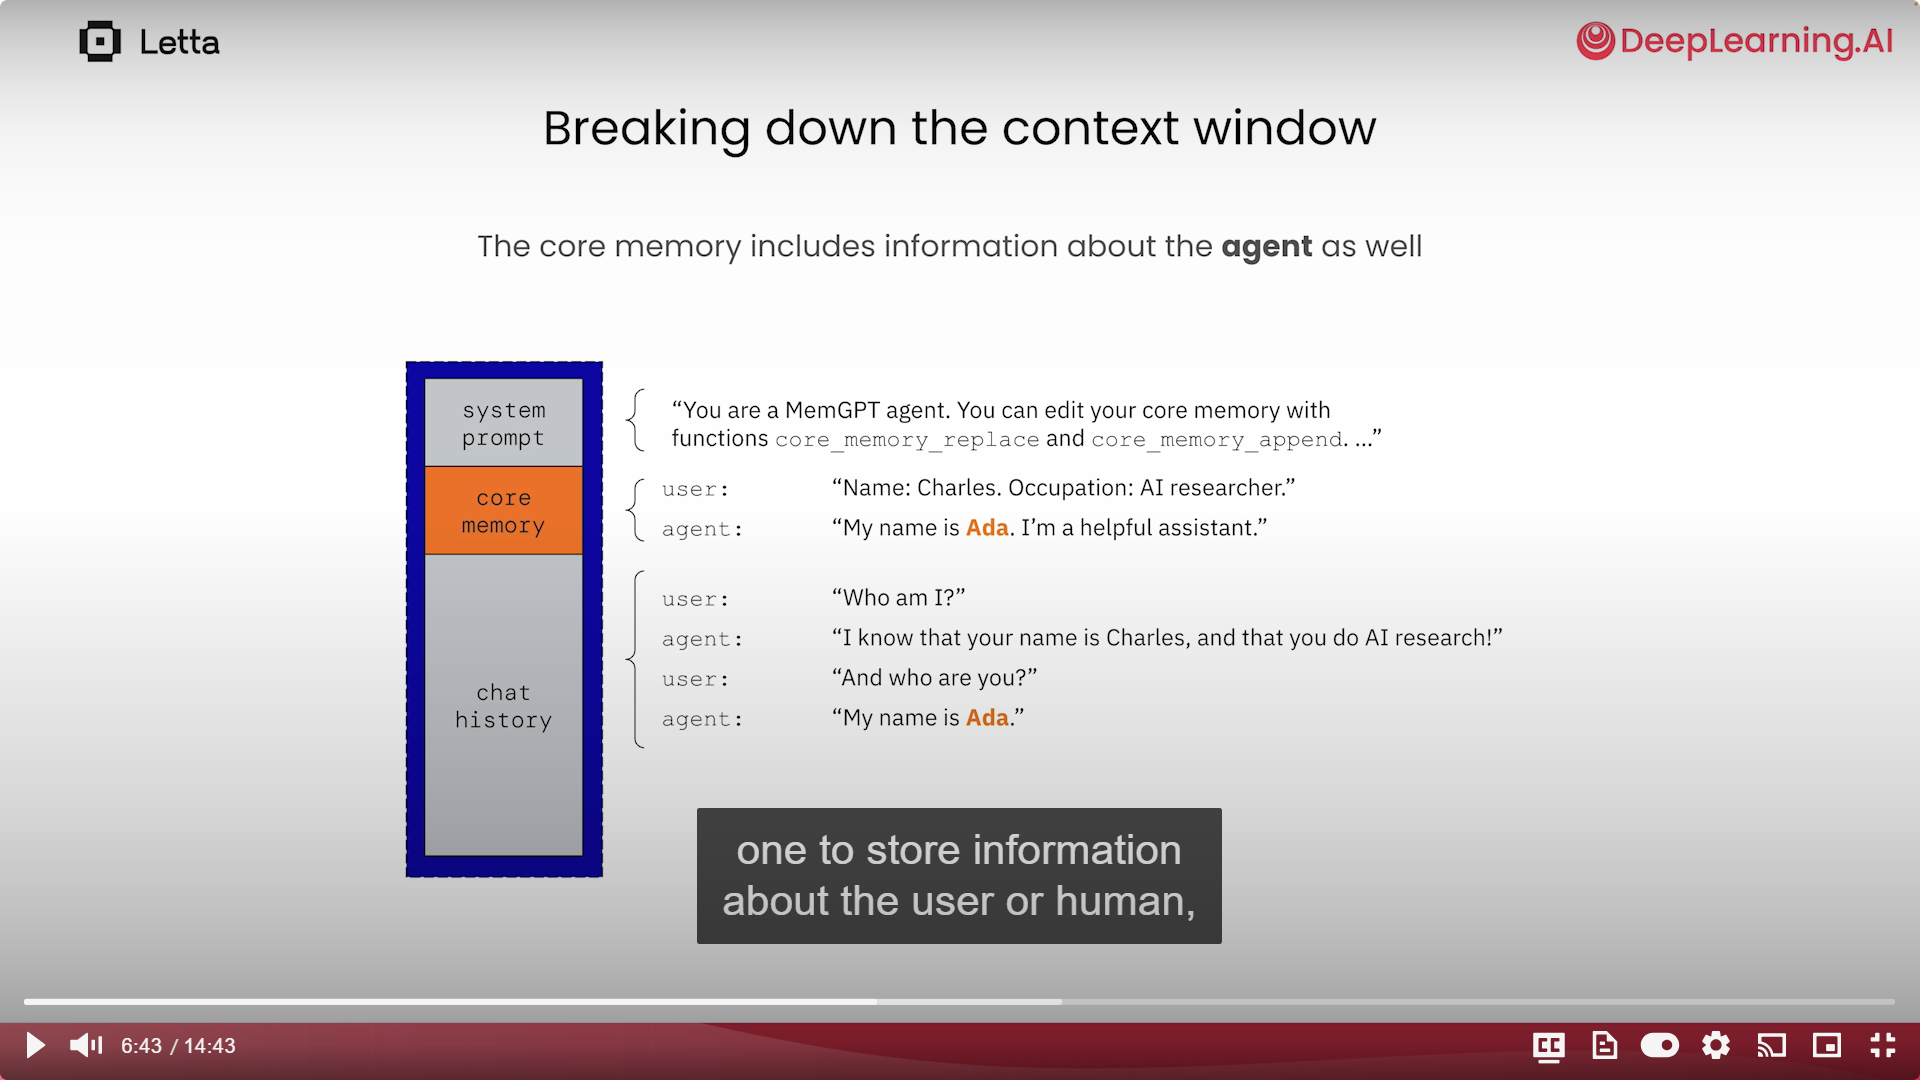 Letta
DeepLearning.AI
Breaking down the context window
The core memory includes information about the agent as well
system
prompt
“You are a MemGPT agent. You can edit your core memory with
functions core_memory_replace and core_memory_append. ...”
core
memory
user: “Name: Charles. Occupation: AI researcher.”
agent: “My name is Ada. I’m a helpful assistant.”
chat
history
user: “Who am I?”
agent: “I know that your name is Charles, and that you do AI research!”
user: “And who are you?”
agent: “My name is Ada.”
one to store information
about the user or human,
6:43 / 14:43
CC